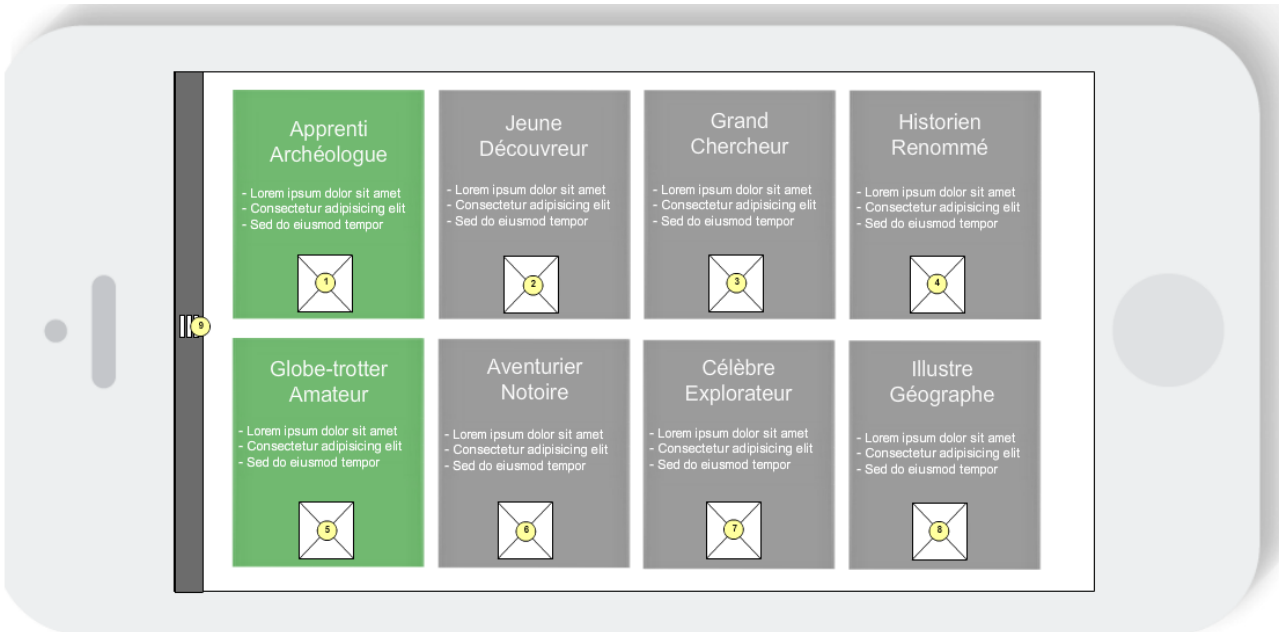 Apprenti
Archéologue
- Lorem ipsum dolor sit amet
- Consectetur adipisicing elit
- Sed do eiusmod tempor
1
Jeune
Découvreur
- Lorem ipsum dolor sit amet
- Consectetur adipisicing elit
- Sed do eiusmod tempor
2
Grand
Chercheur
- Lorem ipsum dolor sit amet
- Consectetur adipisicing elit
- Sed do eiusmod tempor
3
Historien
Renommé
- Lorem ipsum dolor sit amet
- Consectetur adipisicing elit
- Sed do eiusmod tempor
4
9
Globe-trotter
Amateur
- Lorem ipsum dolor sit amet
- Consectetur adipisicing elit
- Sed do eiusmod tempor
5
Aventurier
Notoire
- Lorem ipsum dolor sit amet
- Consectetur adipisicing elit
- Sed do eiusmod tempor
6
Célèbre
Explorateur
- Lorem ipsum dolor sit amet
- Consectetur adipisicing elit
- Sed do eiusmod tempor
7
Illustre
Géographe
- Lorem ipsum dolor sit amet
- Consectetur adipisicing elit
- Sed do eiusmod tempor
8